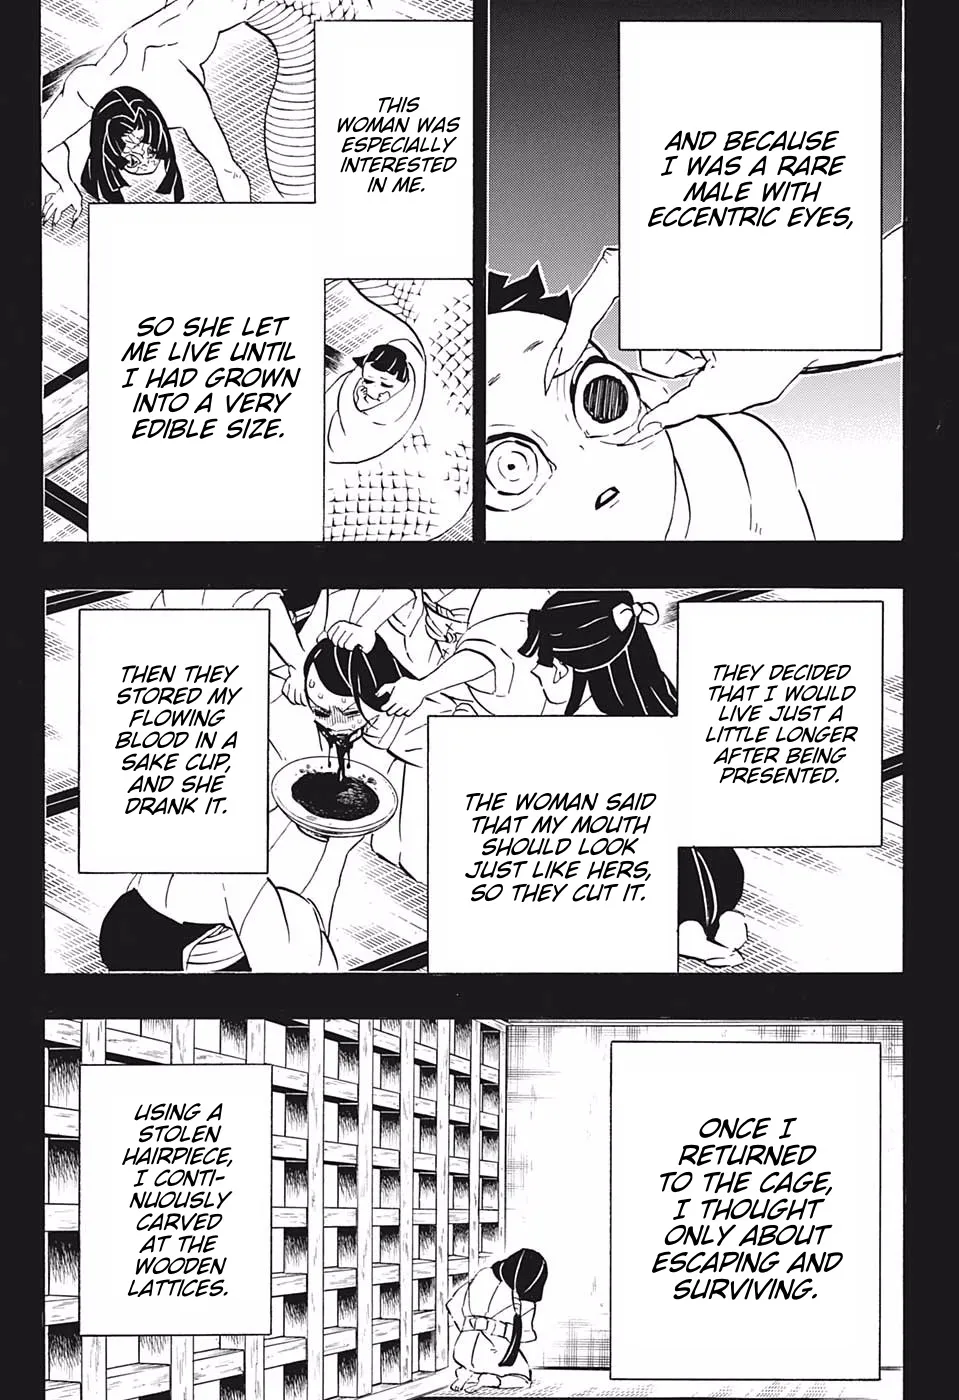 AND BECAUSE
I WAS A RARE
MALE WITH
ECCENTRIC EYES,
THIS
WOMAN WAS
ESPECIALLY
INTERESTED
IN ME.
SO SHE LET
ME LIVE UNTIL
I HAD GROWN
INTO A VERY
EDIBLE SIZE.
THEY DECIDED
THAT I WOULD
LIVE JUST A
LITTLE LONGER
AFTER BEING
PRESENTED.
THE WOMAN SAID
THAT MY MOUTH
SHOULD LOOK
JUST LIKE HERS,
SO THEY CUT IT.
THEN THEY
STORED MY
FLOWING
BLOOD IN A
SAKE CUP,
AND SHE
DRANK IT.
ONCE I
RETURNED
TO THE CAGE,
I THOUGHT
ONLY ABOUT
ESCAPING AND
SURVIVING.
USING A
STOLEN
HAIRPIECE,
I CONTI-
NUOUSLY
CARVED
AT THE
WOODEN
LATTICES.